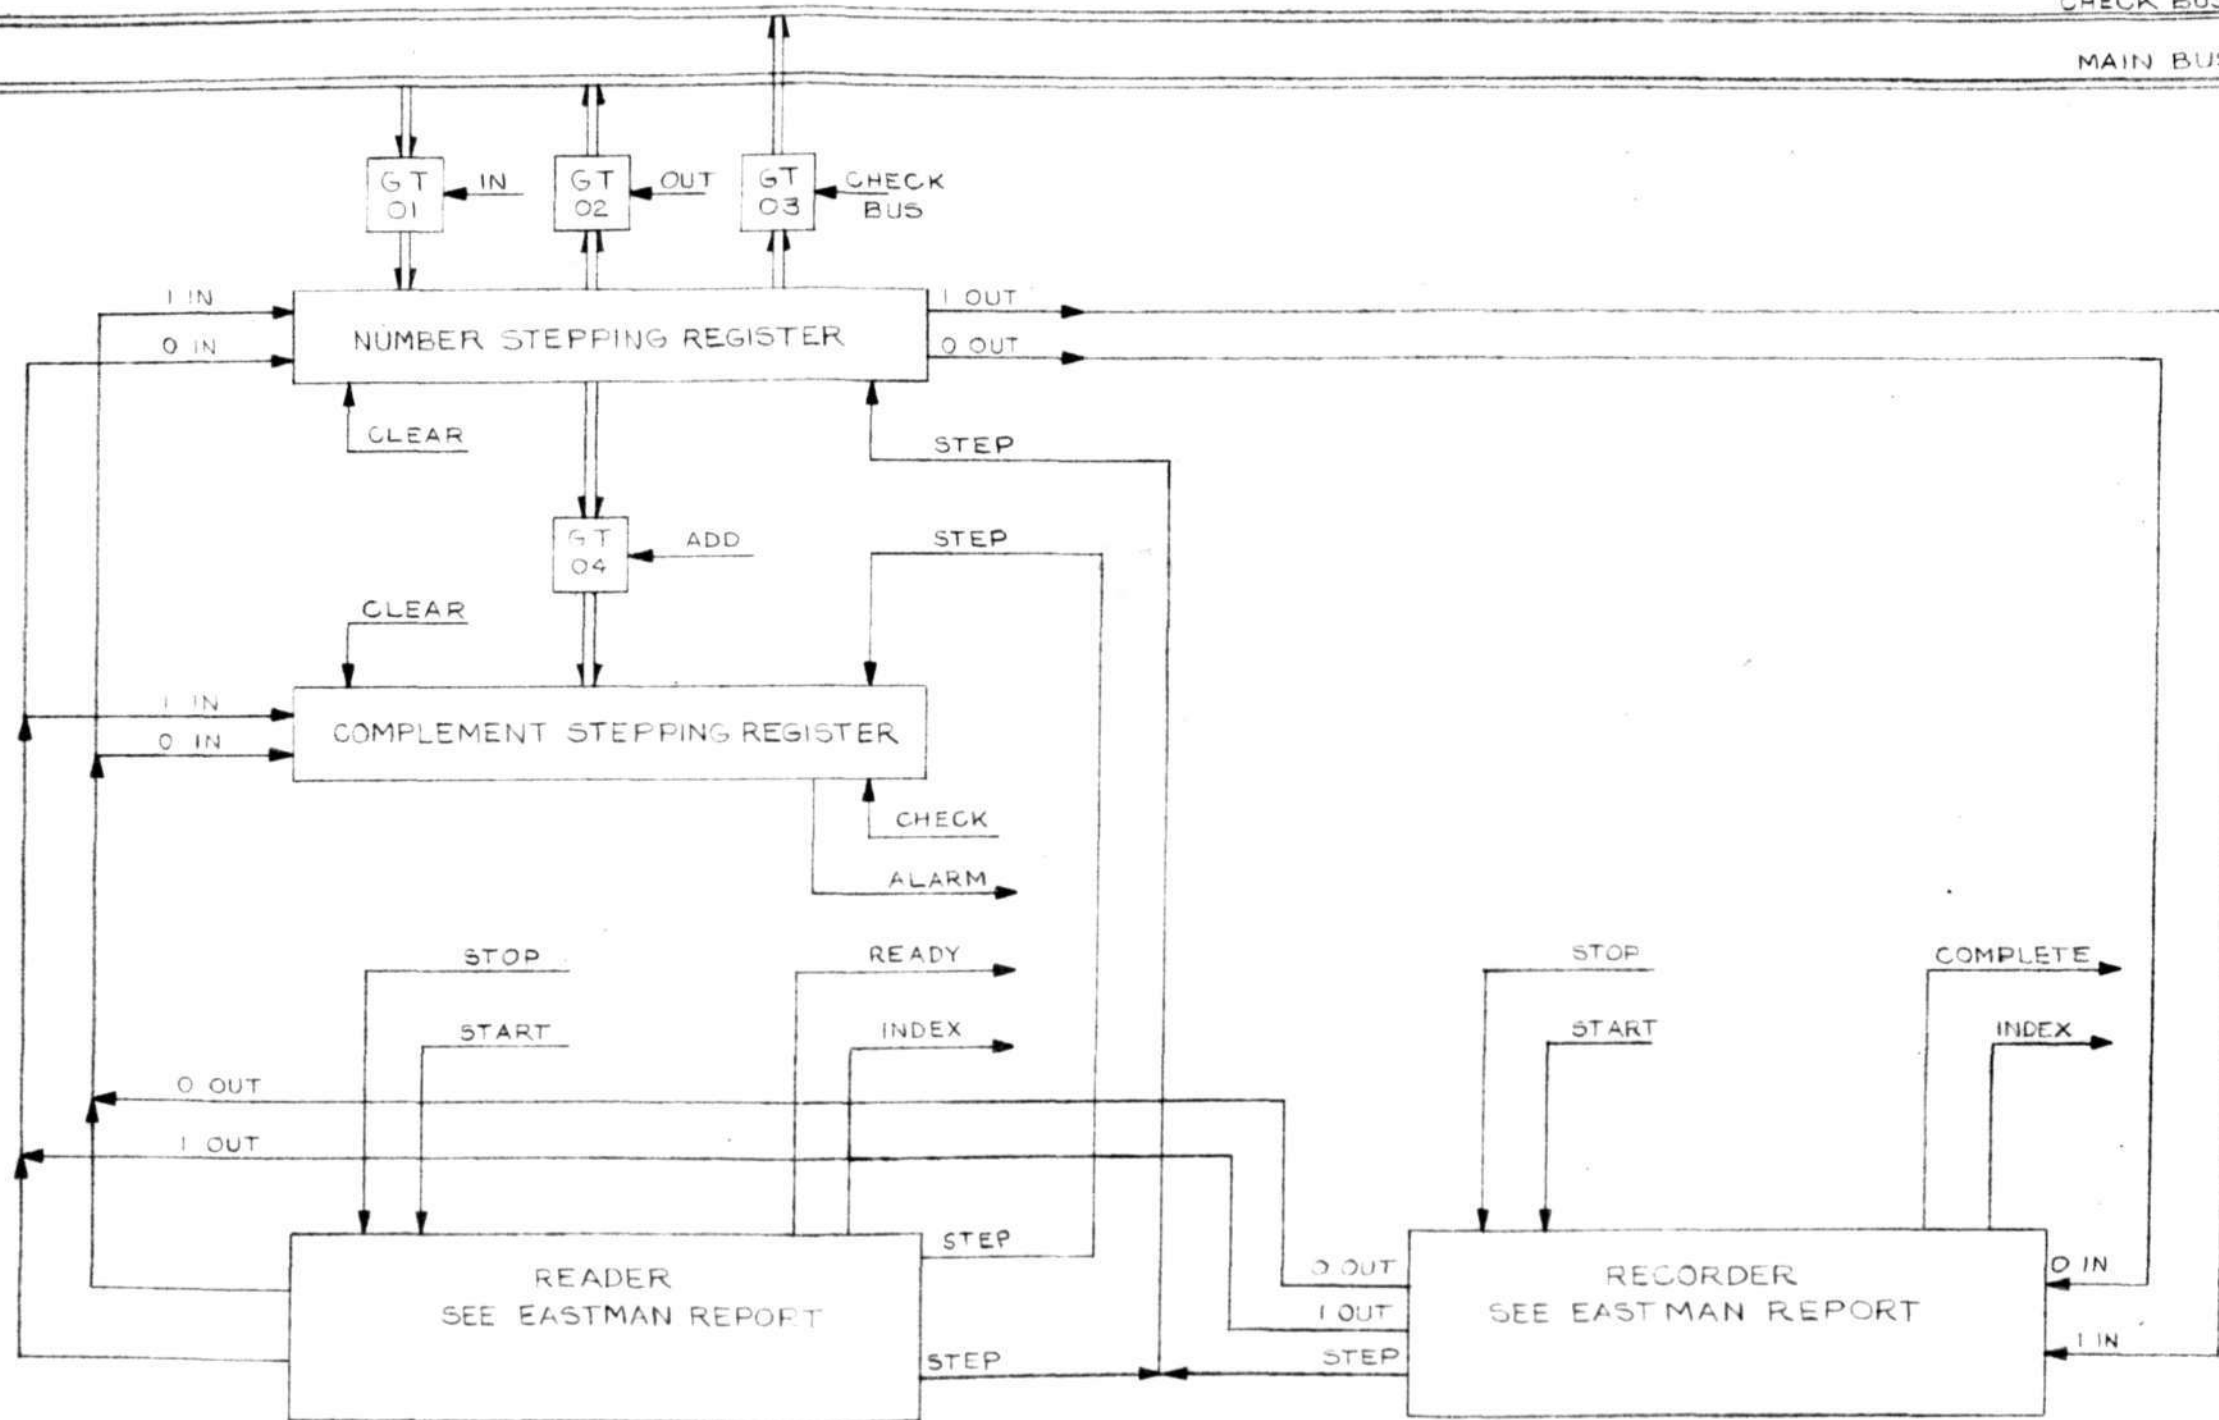 CHECK BUS
MAIN BUS
GT
01
IN
GT
02
OUT
GT
03
CHECK
BUS
1 IN
0 IN
NUMBER STEPPING REGISTER
1 OUT
0 OUT
CLEAR
STEP
GT
04
ADD
STEP
CLEAR
1 IN
0 IN
COMPLEMENT STEPPING REGISTER
CHECK
ALARM
STOP
READY
STOP
COMPLETE
START
INDEX
START
INDEX
0 OUT
1 OUT
READER
SEE EASTMAN REPORT
STEP
STEP
0 OUT
1 OUT
STEP
RECORDER
SEE EASTMAN REPORT
0 IN
1 IN